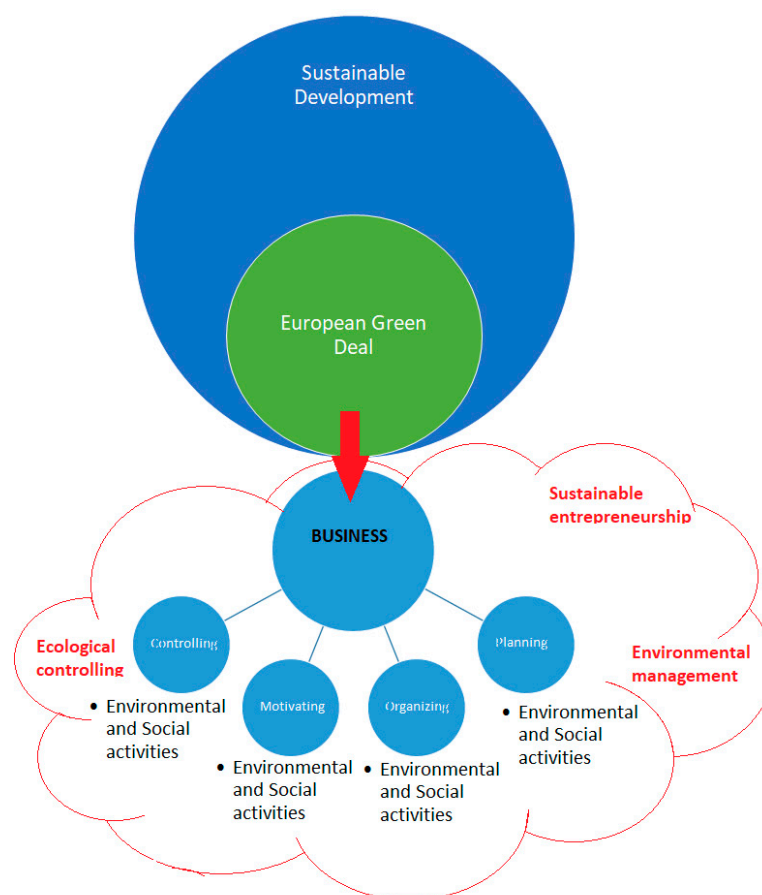 Sustainable
Development
European Green
Deal
Sustainable
entrepreneurship
BUSINESS
Ecological
controlling
Controlling
Planning
Environmental
management
Motivating
Organizing
• Environmental
and Social
activities
• Environmental
and Social
activities
• Environmental
and Social
activities
• Environmental
and Social
activities